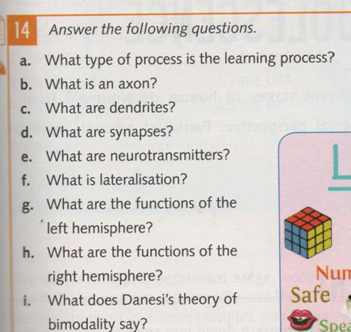 14 Answer the following questions.
a. What type of process is the learning process?
b. What is an axon?
c. What are dendrites?
d. What are synapses?
e. What are neurotransmitters?
f. What is lateralisation?
g. What are the functions of the
left hemisphere?
h. What are the functions of the
right hemisphere?
i. What does Danesi's theory of
bimodality say?
Safe